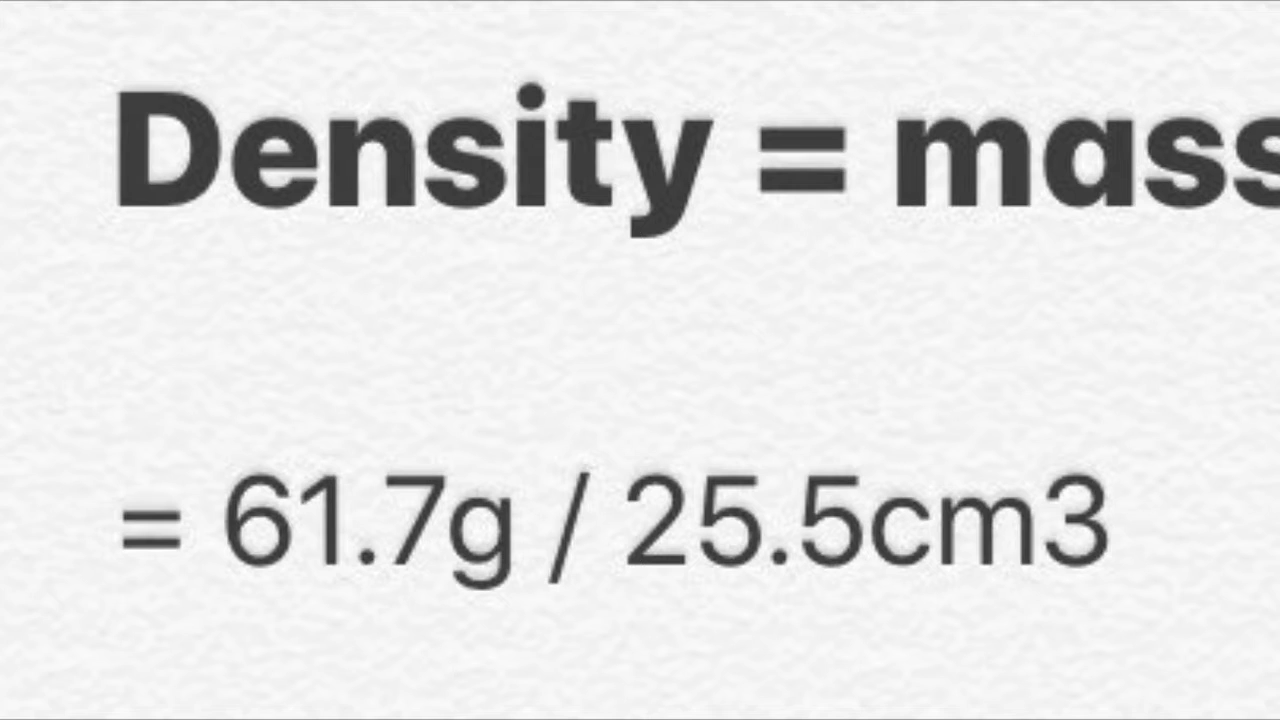 Density = mass
= 61.7g / 25.5cm3